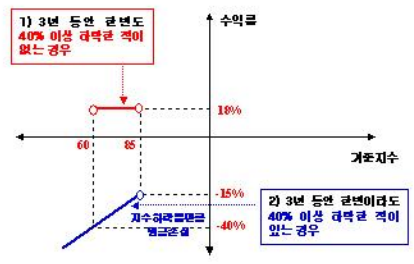 1) 3년 동안 한번도
40% 이상 하락한 적이
없는 경우
수익률
18%
60
85
기준지수
-15%
지수하락률만큼
원금손실
-40%
2) 3년 동안 한번이라도
40% 이상 하락한 적이
있는 경우